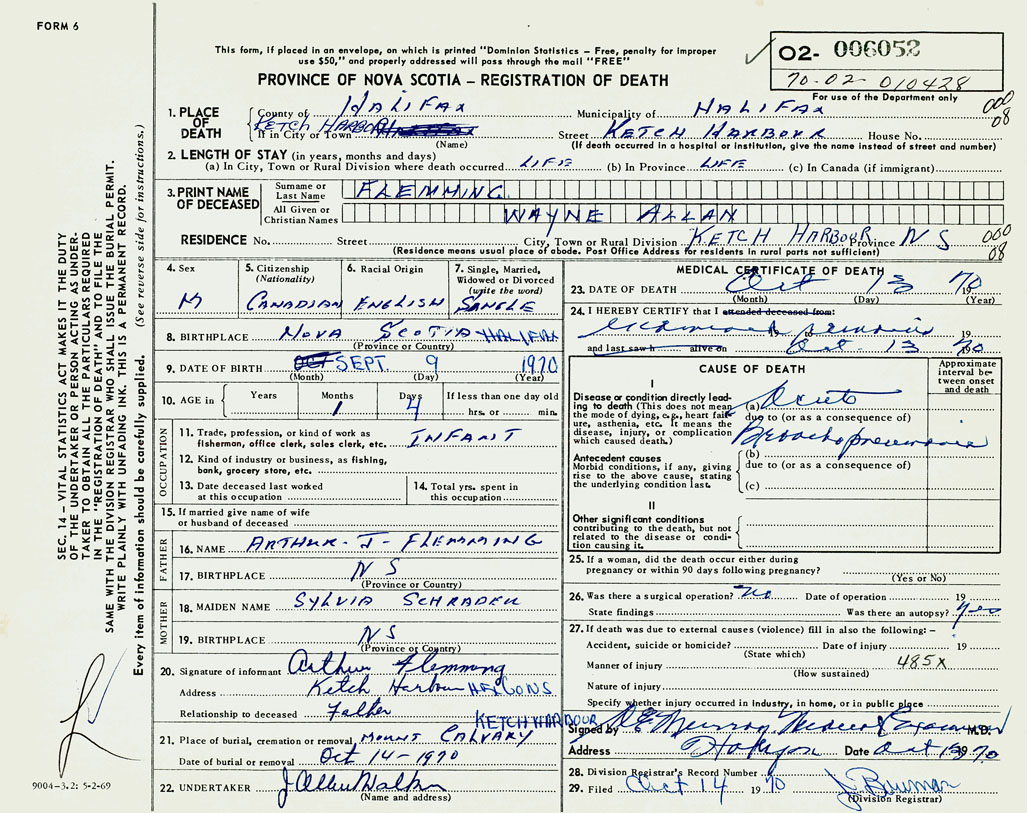 FORM 6
This form, if placed in an envelope, on which is printed "Dominion Statistics – Free, penalty for improper
use $50," and properly addressed will pass through the mail "FREE"
PROVINCE OF NOVA SCOTIA – REGISTRATION OF DEATH
02- 006052
70-02-010428
For use of the Department only
000
08
1. PLACE OF DEATH
County of HALIFAX Municipality of HALIFAX
If in City or Town KETCH HARBOUR Street KETCH HARBOUR House No.
(Name) (If death occurred in a hospital or institution, give the name instead of street and number)
2. LENGTH OF STAY (in years, months and days)
(a) In City, Town or Rural Division where death occurred LIFE (b) In Province LIFE (c) In Canada (if immigrant)
3. PRINT NAME OF DECEASED
Surname or Last Name FLEMMING
All Given or Christian Names WAYNE ALLAN
RESIDENCE No. Street City, Town or Rural Division KETCH HARBOUR Province NS
000
08
(Residence means usual place of abode. Post Office Address for residents in rural parts not sufficient)
4. Sex
M
5. Citizenship
(Nationality)
CANADIAN
6. Racial Origin
ENGLISH
7. Single, Married,
Widowed or Divorced
(write the word)
SINGLE
8. BIRTHPLACE NOVA SCOTIA HALIFAX
(Province or Country)
9. DATE OF BIRTH SEPT 9 1970
(Month) (Day) (Year)
10. AGE in Years Months Days If less than one day old
1 4 hrs. or min.
OCCUPATION
11. Trade, profession, or kind of work as
fisherman, office clerk, sales clerk, etc. INFANT
12. Kind of industry or business, as fishing,
bank, grocery store, etc.
13. Date deceased last worked
at this occupation
14. Total yrs. spent in
this occupation
15. If married give name of wife
or husband of deceased
FATHER
16. NAME ARTHUR J FLEMMING
17. BIRTHPLACE NS
(Province or Country)
MOTHER
18. MAIDEN NAME SYLVIA SCHRADER
19. BIRTHPLACE NS
(Province or Country)
20. Signature of informant Arthur Flemming
Address Ketch Harbour
Relationship to deceased Father
KETCH HARBOUR
21. Place of burial, cremation or removal MOUNT CALVARY
Date of burial or removal Oct 14-1970
22. UNDERTAKER J Allen Walker
(Name and address)
MEDICAL CERTIFICATE OF DEATH
23. DATE OF DEATH Oct 13 1970
(Month) (Day) (Year)
24. I HEREBY CERTIFY that I attended deceased from:
19 19
and last saw h alive on Oct. 13 1970
CAUSE OF DEATH
Approximate
interval be-
tween onset
and death
I
Disease or condition directly lead-
ing to death (This does not mean
the mode of dying, e.g., heart fail-
ure, asthenia, etc. It means the
disease, injury, or complication
which caused death.)
(a) Acute
due to (or as a consequence of)
Bronchopneumonia
Antecedent causes
Morbid conditions, if any, giving
rise to the above cause, stating
the underlying condition last.
(b)
due to (or as a consequence of)
(c)
II
Other significant conditions
contributing to the death, but not
related to the disease or condi-
tion causing it.
25. If a woman, did the death occur either during
pregnancy or within 90 days following pregnancy?
(Yes or No)
26. Was there a surgical operation? No Date of operation 19
State findings Was there an autopsy? Yes
27. If death was due to external causes (violence) fill in also the following: –
Accident, suicide or homicide? Date of injury 19
(State which)
Manner of injury 485X
(How sustained)
Nature of injury
Specify whether injury occurred in industry, in home, or in public place
Signed by Medical Examiner M.D.
Address Date Oct 13 1970
28. Division Registrar's Record Number
29. Filed Oct 14 1970
(Division Registrar)
SEC. 14 – VITAL STATISTICS ACT MAKES IT THE DUTY
OF THE UNDERTAKER OR PERSON ACTING AS UNDER-
TAKER TO OBTAIN ALL THE PARTICULARS REQUIRED
IN THE "REGISTRATION OF DEATH" AND TO FILE THE
SAME WITH THE DIVISION REGISTRAR WHO SHALL ISSUE THE BURIAL PERMIT.
WRITE PLAINLY WITH UNFADING INK. THIS IS A PERMANENT RECORD.
Every item of information should be carefully supplied. (See reverse side for instructions.)
9004-3.2: 5-2-69